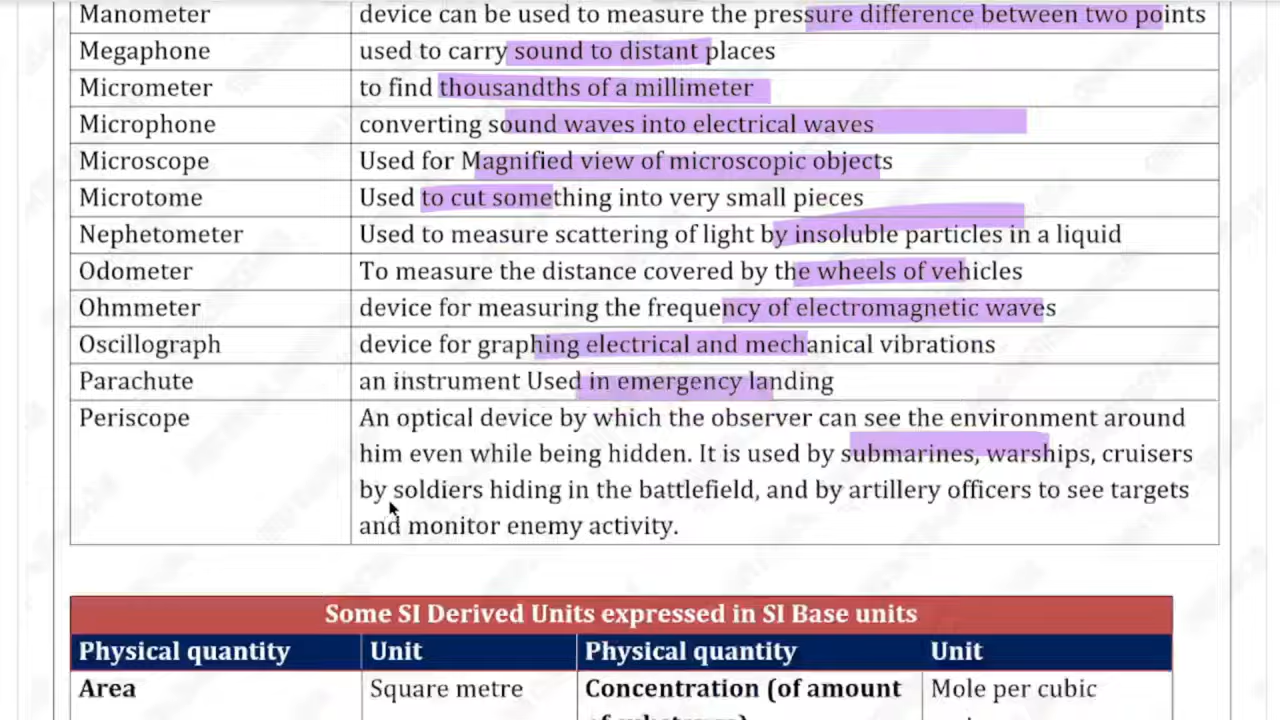 Manometer device can be used to measure the pressure difference between two points
Megaphone used to carry sound to distant places
Micrometer to find thousandths of a millimeter
Microphone converting sound waves into electrical waves
Microscope Used for Magnified view of microscopic objects
Microtome Used to cut something into very small pieces
Nephetometer Used to measure scattering of light by insoluble particles in a liquid
Odometer To measure the distance covered by the wheels of vehicles
Ohmmeter device for measuring the frequency of electromagnetic waves
Oscillograph device for graphing electrical and mechanical vibrations
Parachute an instrument Used in emergency landing
Periscope An optical device by which the observer can see the environment around
him even while being hidden. It is used by submarines, warships, cruisers
by soldiers hiding in the battlefield, and by artillery officers to see targets
and monitor enemy activity.
Some SI Derived Units expressed in SI Base units
Physical quantity Unit Physical quantity Unit
Area Square metre Concentration (of amount Mole per cubic